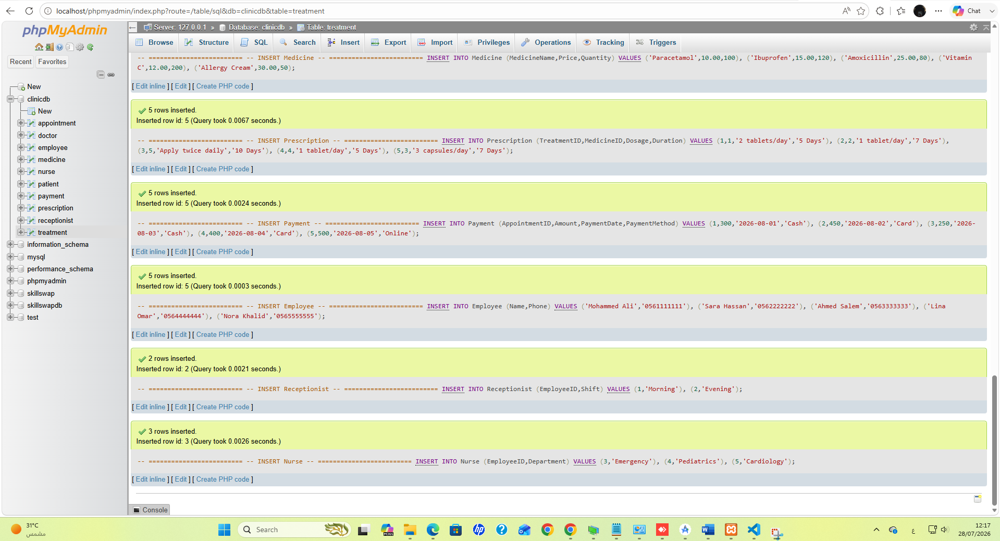 localhost/phpmyadmin/index.php?route=/table/sql&db=clinicdb&table=treatment
Chat
phpMyAdmin
Recent
Favorites
New
clinicdb
New
appointment
doctor
employee
medicine
nurse
patient
payment
prescription
receptionist
treatment
information_schema
mysql
performance_schema
phpmyadmin
skillswap
skillswapdb
test
Server: 127.0.0.1 » Database: clinicdb » Table: treatment
Browse Structure SQL Search Insert Export Import Privileges Operations Tracking Triggers
-- ========================= -- INSERT Medicine -- ========================= INSERT INTO Medicine (MedicineName,Price,Quantity) VALUES ('Paracetamol',10.00,100), ('Ibuprofen',15.00,120), ('Amoxicillin',25.00,80), ('Vitamin
C',12.00,200), ('Allergy Cream',30.00,50);
[ Edit inline ] [ Edit ] [ Create PHP code ]
5 rows inserted.
Inserted row id: 5 (Query took 0.0067 seconds.)
-- ========================= -- INSERT Prescription -- ========================= INSERT INTO Prescription (TreatmentID,MedicineID,Dosage,Duration) VALUES (1,1,'2 tablets/day','5 Days'), (2,2,'1 tablet/day','7 Days'),
(3,5,'Apply twice daily','10 Days'), (4,4,'1 tablet/day','5 Days'), (5,3,'3 capsules/day','7 Days');
[ Edit inline ] [ Edit ] [ Create PHP code ]
5 rows inserted.
Inserted row id: 5 (Query took 0.0024 seconds.)
-- ========================= -- INSERT Payment -- ========================= INSERT INTO Payment (AppointmentID,Amount,PaymentDate,PaymentMethod) VALUES (1,300,'2026-08-01','Cash'), (2,450,'2026-08-02','Card'), (3,250,'2026-
08-03','Cash'), (4,400,'2026-08-04','Card'), (5,500,'2026-08-05','Online');
[ Edit inline ] [ Edit ] [ Create PHP code ]
5 rows inserted.
Inserted row id: 5 (Query took 0.0003 seconds.)
-- ========================= -- INSERT Employee -- ========================= INSERT INTO Employee (Name,Phone) VALUES ('Mohammed Ali','0561111111'), ('Sara Hassan','0562222222'), ('Ahmed Salem','0563333333'), ('Lina
Omar','0564444444'), ('Nora Khalid','0565555555');
[ Edit inline ] [ Edit ] [ Create PHP code ]
2 rows inserted.
Inserted row id: 2 (Query took 0.0021 seconds.)
-- ========================= -- INSERT Receptionist -- ========================= INSERT INTO Receptionist (EmployeeID,Shift) VALUES (1,'Morning'), (2,'Evening');
[ Edit inline ] [ Edit ] [ Create PHP code ]
3 rows inserted.
Inserted row id: 3 (Query took 0.0026 seconds.)
-- ========================= -- INSERT Nurse -- ========================= INSERT INTO Nurse (EmployeeID,Department) VALUES (3,'Emergency'), (4,'Pediatrics'), (5,'Cardiology');
[ Edit inline ] [ Edit ] [ Create PHP code ]
Console
31°C
مشمس
Search
M365
ع
12:17
28/07/2026